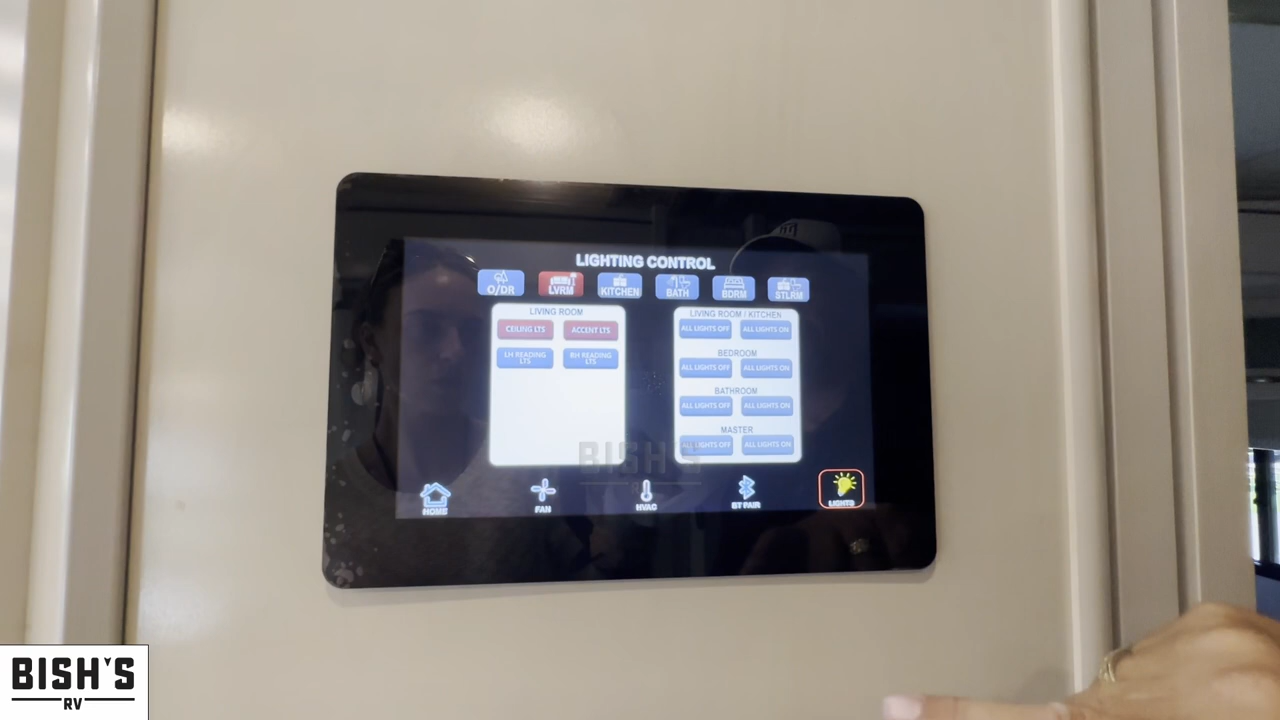 LIGHTING CONTROL
O/DR LVRM KITCHEN BATH BDRM STLRM
LIVING ROOM
CEILING LTS ACCENT LTS
LH READING LTS RH READING LTS
LIVING ROOM / KITCHEN
ALL LIGHTS OFF ALL LIGHTS ON
BEDROOM
ALL LIGHTS OFF ALL LIGHTS ON
BATHROOM
ALL LIGHTS OFF ALL LIGHTS ON
MASTER
ALL LIGHTS OFF ALL LIGHTS ON
BISH'S
HOME FAN HVAC BT PAIR LIGHTS
BISH'S
RV